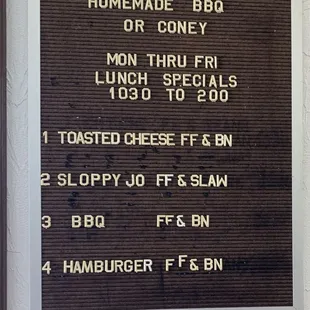 HOMEMADE BBQ
OR CONEY
MON THRU FRI
LUNCH SPECIALS
1030 TO 200
1 TOASTED CHEESE FF & BN
2 SLOPPY JO FF & SLAW
3 BBQ FF & BN
4 HAMBURGER FF & BN